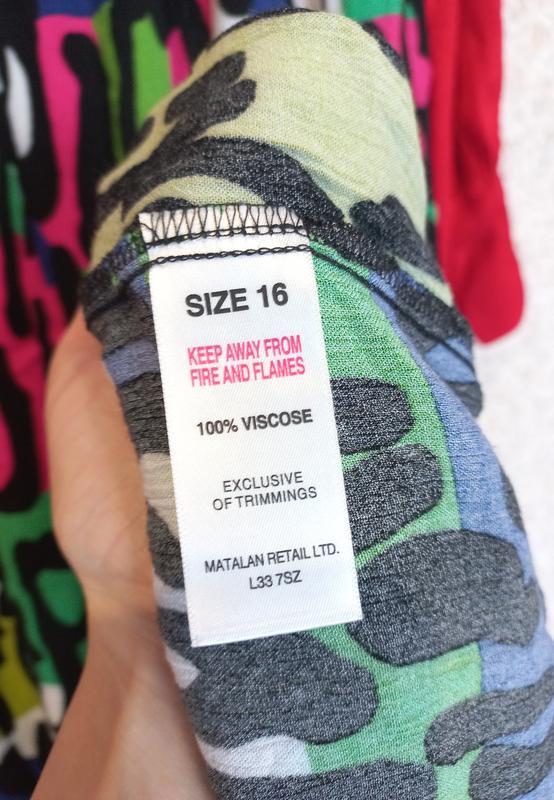 SIZE 16
KEEP AWAY FROM
FIRE AND FLAMES
100% VISCOSE
EXCLUSIVE
OF TRIMMINGS
MATALAN RETAIL LTD.
L33 7SZ